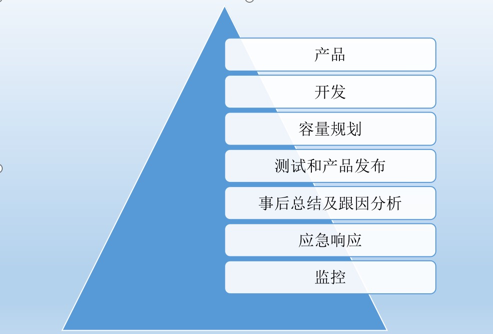 产品
开发
容量规划
测试和产品发布
事后总结及跟因分析
应急响应
监控